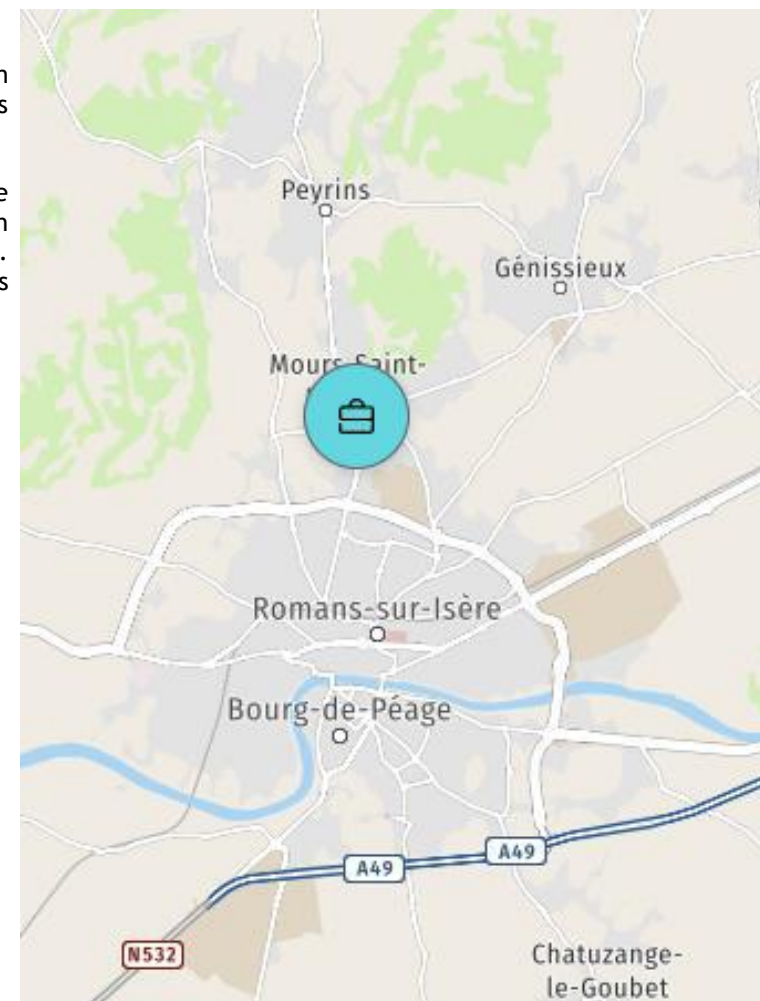 n
s
e
n
.
s
Peyrins
Génissieux
Mours-Saint-
Romans-sur-Isère
Bourg-de-Péage
A49
A49
N532
Chatuzange-
le-Goubet